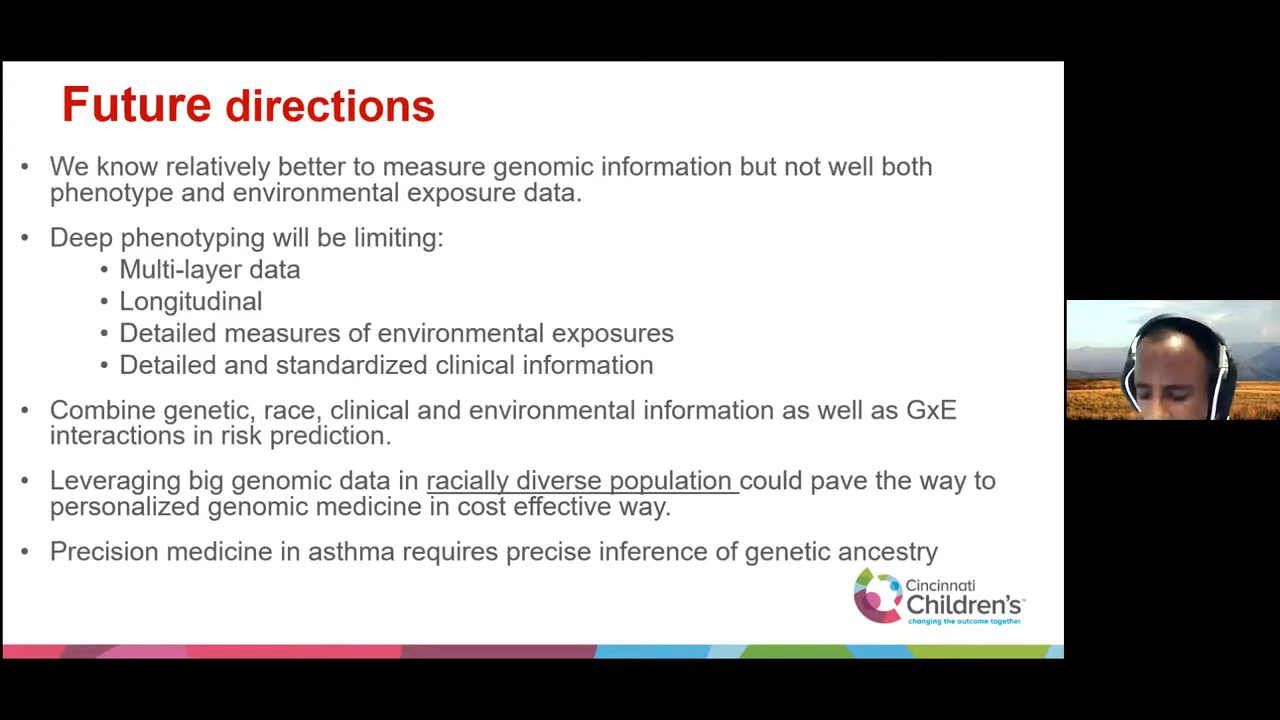 Future directions
• We know relatively better to measure genomic information but not well both
phenotype and environmental exposure data.
• Deep phenotyping will be limiting:
• Multi-layer data
• Longitudinal
• Detailed measures of environmental exposures
• Detailed and standardized clinical information
• Combine genetic, race, clinical and environmental information as well as GxE
interactions in risk prediction.
• Leveraging big genomic data in racially diverse population could pave the way to
personalized genomic medicine in cost effective way.
• Precision medicine in asthma requires precise inference of genetic ancestry
Cincinnati
Children's™
changing the outcome together